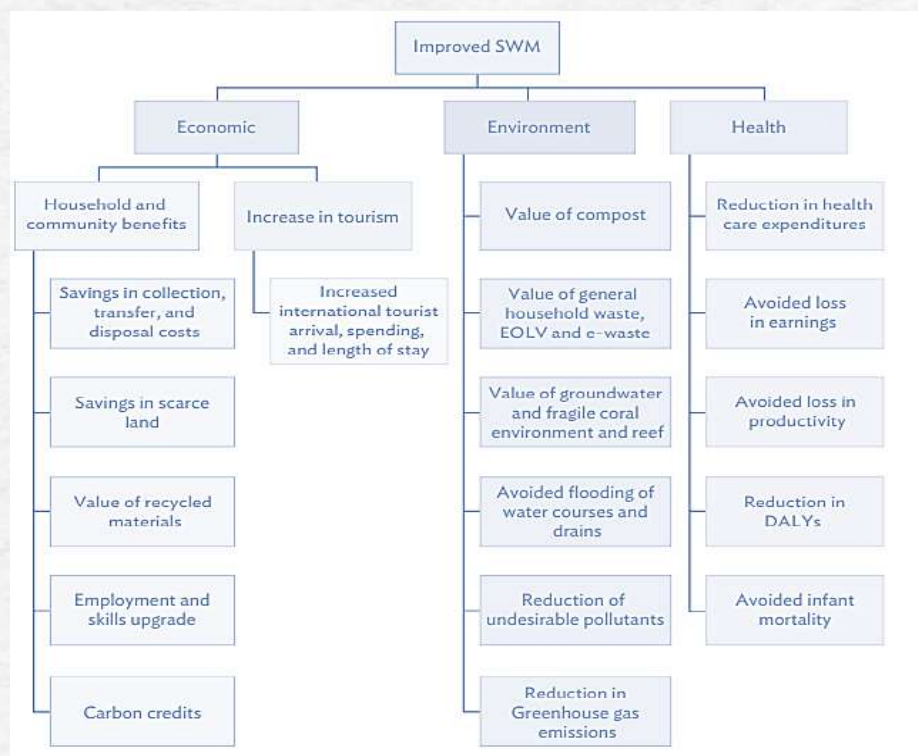 Improved SWM
Economic
Environment
Health
Household and
community benefits
Increase in tourism
Savings in collection,
transfer, and
disposal costs
Increased
international tourist
arrival, spending,
and length of stay
Savings in scarce
land
Value of recycled
materials
Employment and
skills upgrade
Carbon credits
Value of compost
Value of general
household waste,
EOLV and e-waste
Value of groundwater
and fragile coral
environment and reef
Avoided flooding of
water courses and
drains
Reduction of
undesirable pollutants
Reduction in
Greenhouse gas
emissions
Reduction in health
care expenditures
Avoided loss
in earnings
Avoided loss in
productivity
Reduction in
DALYs
Avoided infant
mortality